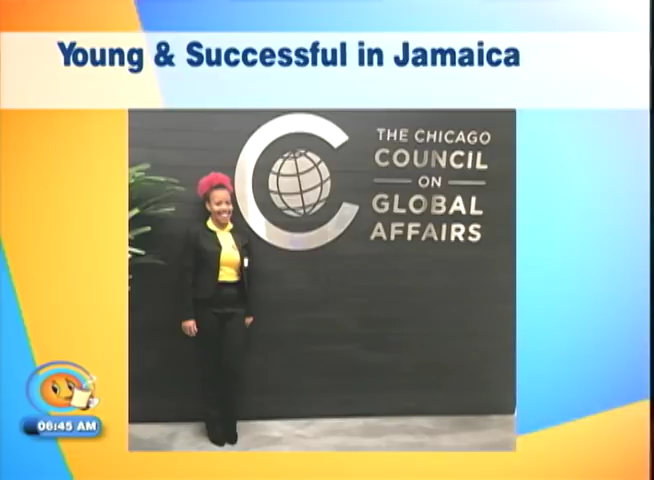 Young & Successful in Jamaica
THE CHICAGO
COUNCIL
ON
GLOBAL
AFFAIRS
06:45 AM